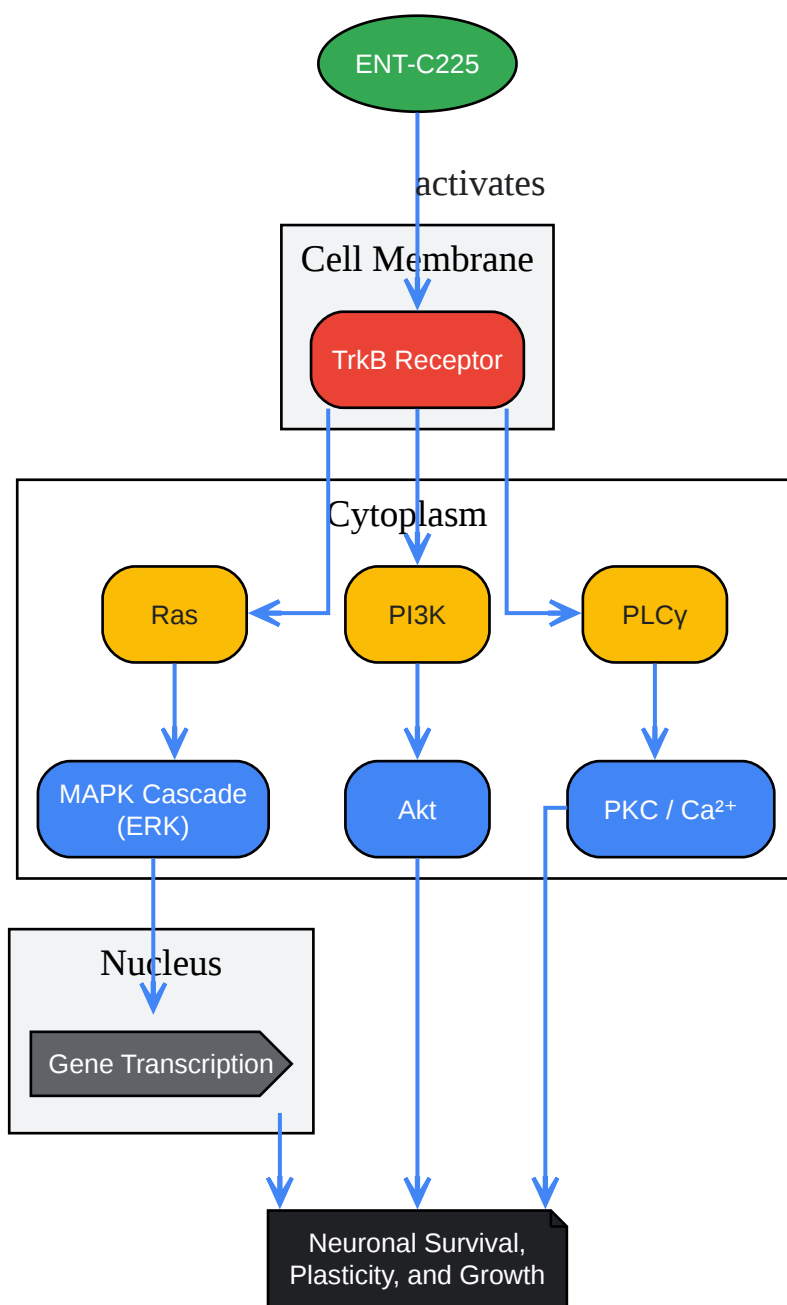 ENT-C225
activates
Cell Membrane
TrkB Receptor
Cytoplasm
Ras
PI3K
PLCγ
MAPK Cascade
(ERK)
Akt
PKC / Ca²⁺
Nucleus
Gene Transcription
Neuronal Survival,
Plasticity, and Growth